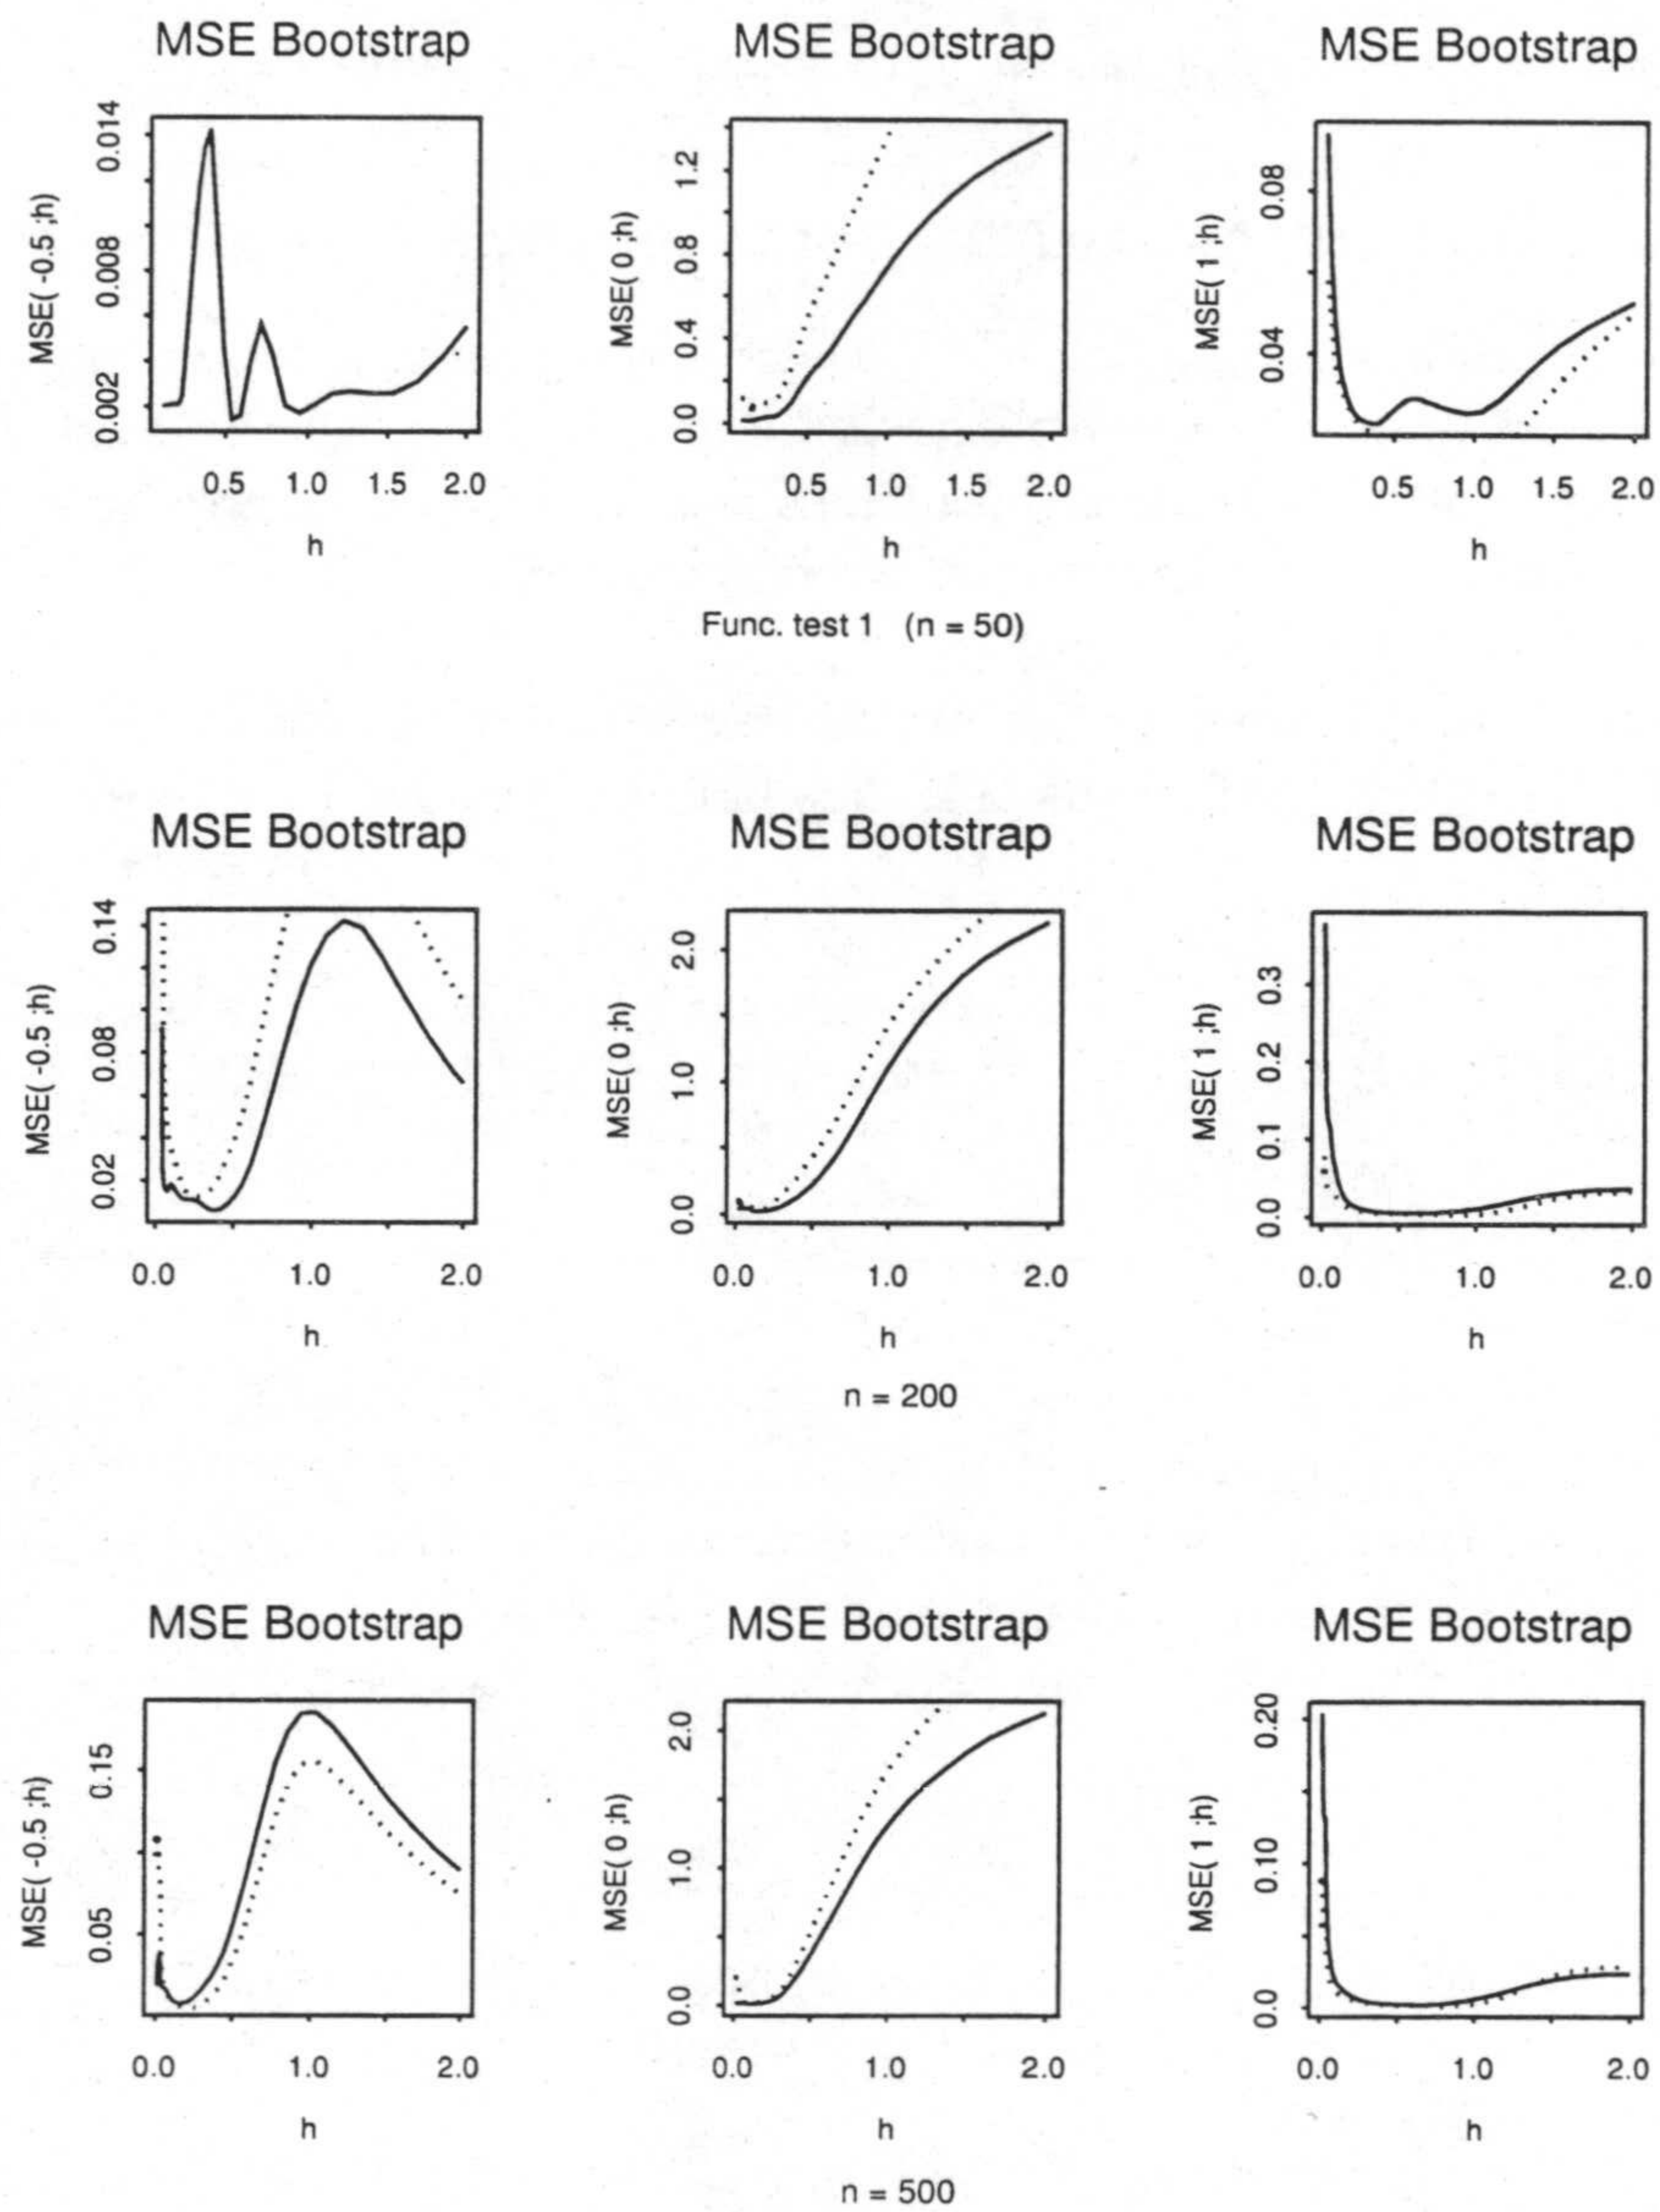 MSE Bootstrap MSE Bootstrap MSE Bootstrap
MSE( -0.5 ;h)
0.002 0.008 0.014
0.5 1.0 1.5 2.0
h
MSE( 0 ;h)
0.0 0.4 0.8 1.2
0.5 1.0 1.5 2.0
h
MSE( 1 ;h)
0.04 0.08
0.5 1.0 1.5 2.0
h
Func. test 1 (n = 50)
MSE Bootstrap MSE Bootstrap MSE Bootstrap
MSE( -0.5 ;h)
0.02 0.08 0.14
0.0 1.0 2.0
h
MSE( 0 ;h)
0.0 1.0 2.0
0.0 1.0 2.0
h
MSE( 1 ;h)
0.0 0.1 0.2 0.3
0.0 1.0 2.0
h
n = 200
MSE Bootstrap MSE Bootstrap MSE Bootstrap
MSE( -0.5 ;h)
0.05 0.15
0.0 1.0 2.0
h
MSE( 0 ;h)
0.0 1.0 2.0
0.0 1.0 2.0
h
MSE( 1 ;h)
0.0 0.10 0.20
0.0 1.0 2.0
h
n = 500